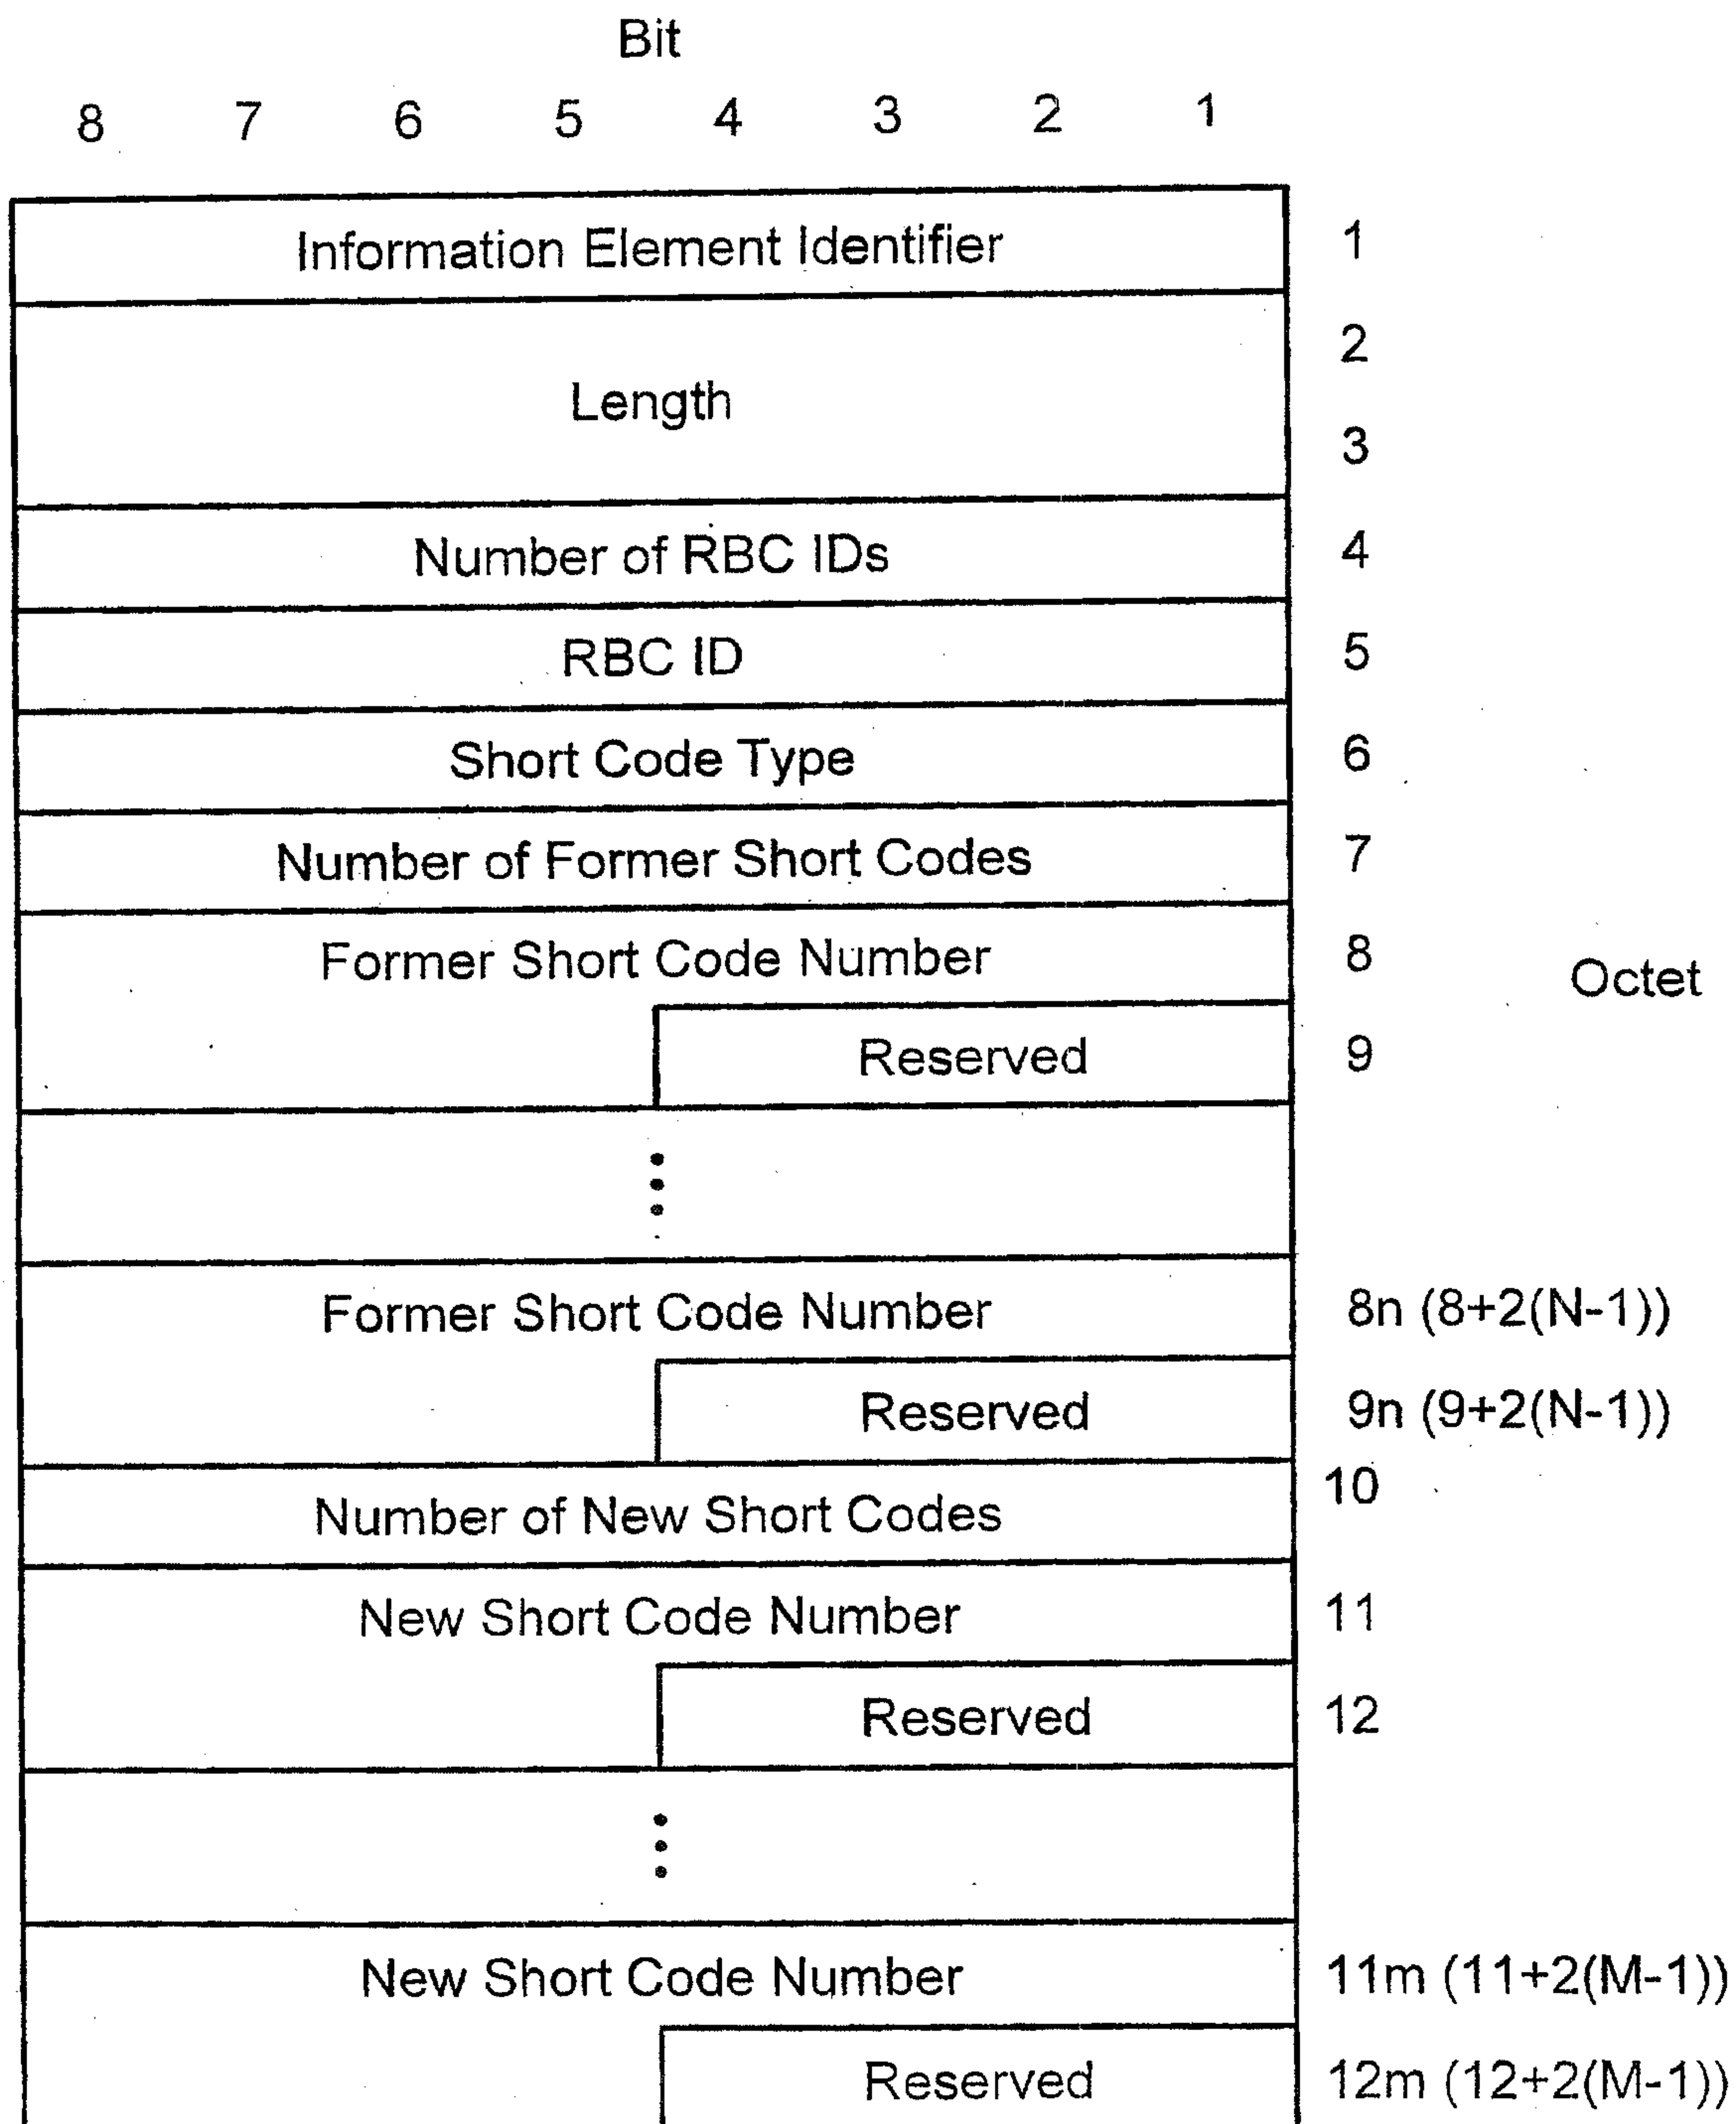 Bit
8 7 6 5 4 3 2 1
Information Element Identifier 1
2
Length
3
Number of RBC IDs 4
RBC ID 5
Short Code Type 6
Number of Former Short Codes 7
Former Short Code Number 8
Octet
Reserved 9
Former Short Code Number 8n (8+2(N-1))
Reserved 9n (9+2(N-1))
Number of New Short Codes 10
New Short Code Number 11
Reserved 12
New Short Code Number 11m (11+2(M-1))
Reserved 12m (12+2(M-1))